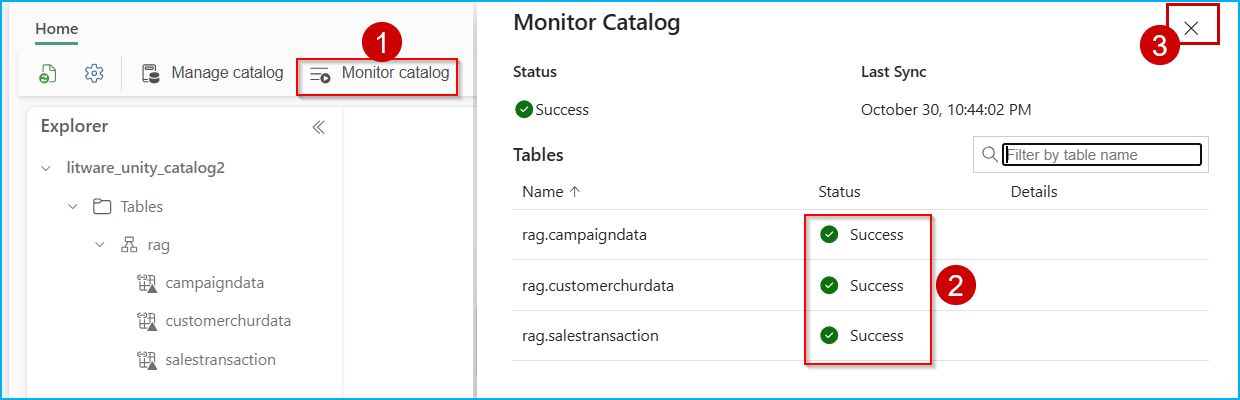 Home
1
Manage catalog
Monitor catalog
Explorer
litware_unity_catalog2
Tables
rag
campaigndata
customerchurdata
salestransaction
Monitor Catalog
3
Status
Last Sync
Success
October 30, 10:44:02 PM
Tables
Filter by table name
Name
Status
Details
rag.campaigndata
Success
rag.customerchurdata
Success
2
rag.salestransaction
Success